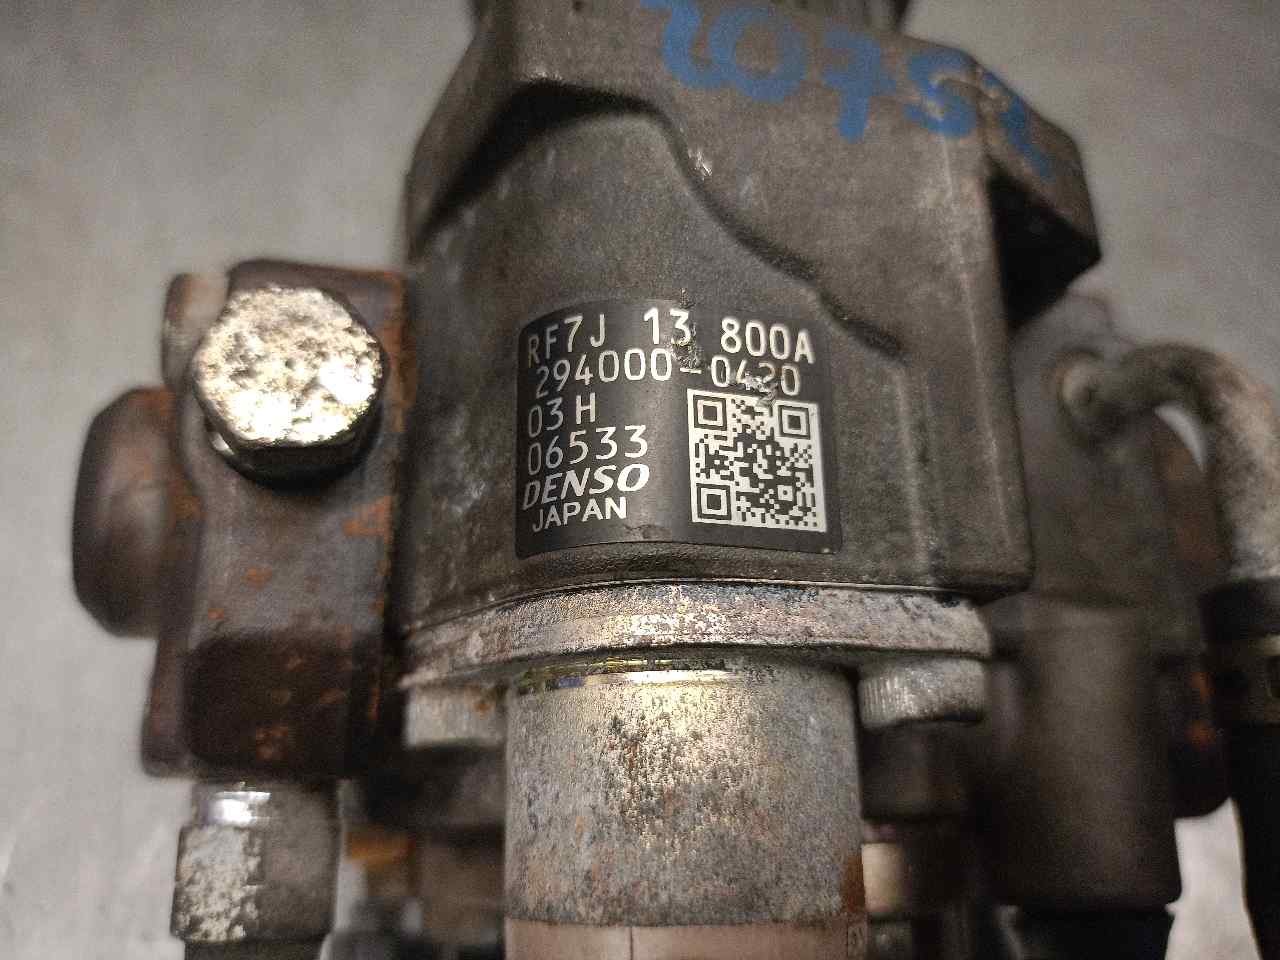 RF7J 13 800A
294000-0420
03H
06533
DENSO
JAPAN